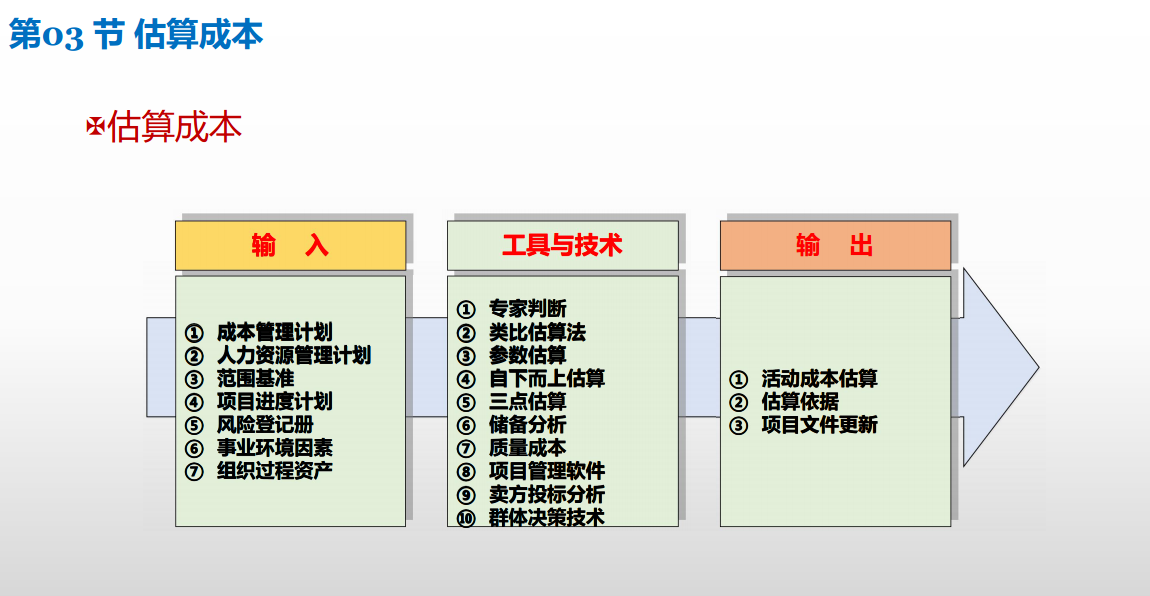 第03 节 估算成本
✠估算成本
输 入
① 成本管理计划
② 人力资源管理计划
③ 范围基准
④ 项目进度计划
⑤ 风险登记册
⑥ 事业环境因素
⑦ 组织过程资产
工具与技术
① 专家判断
② 类比估算法
③ 参数估算
④ 自下而上估算
⑤ 三点估算
⑥ 储备分析
⑦ 质量成本
⑧ 项目管理软件
⑨ 卖方投标分析
⑩ 群体决策技术
输 出
① 活动成本估算
② 估算依据
③ 项目文件更新